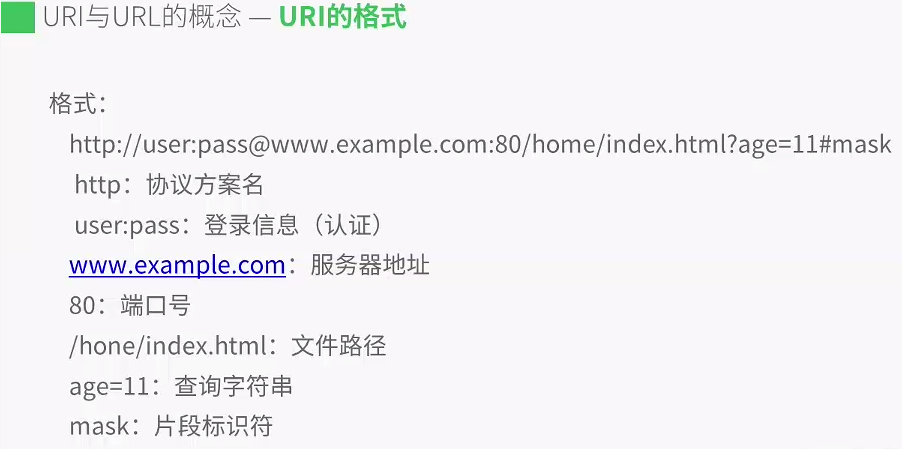 URI与URL的概念 — URI的格式
格式：
http://user:pass@www.example.com:80/home/index.html?age=11#mask
http：协议方案名
user:pass：登录信息（认证）
www.example.com：服务器地址
80：端口号
/hone/index.html：文件路径
age=11：查询字符串
mask：片段标识符